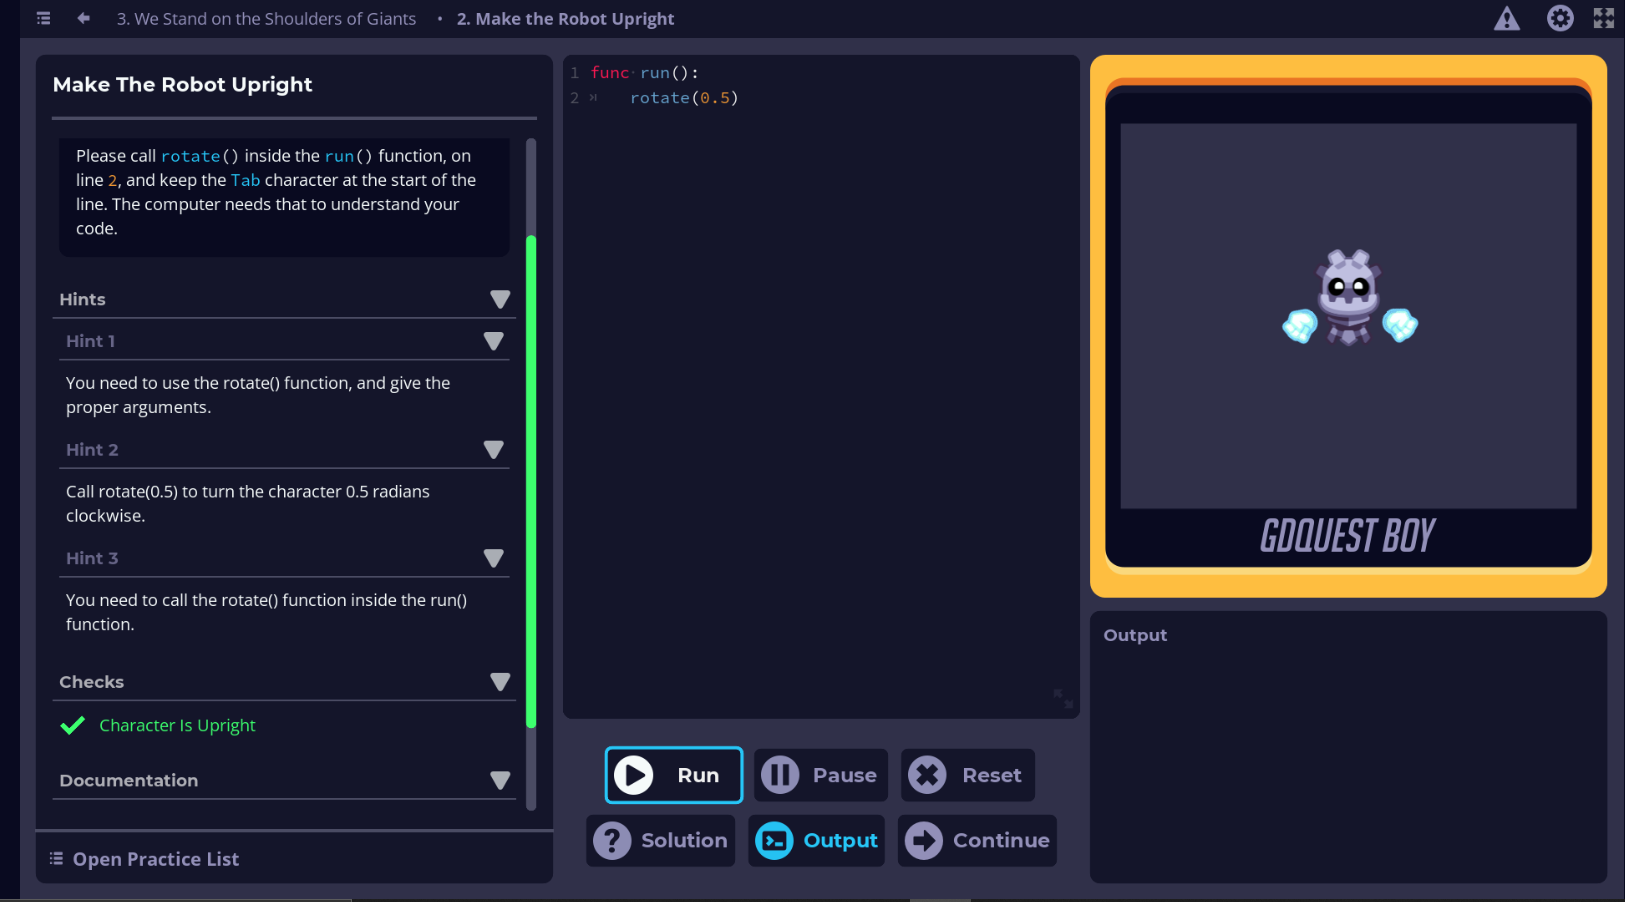 3. We Stand on the Shoulders of Giants • 2. Make the Robot Upright
Make The Robot Upright
Please call rotate() inside the run() function, on
line 2, and keep the Tab character at the start of the
line. The computer needs that to understand your
code.
Hints
Hint 1
You need to use the rotate() function, and give the
proper arguments.
Hint 2
Call rotate(0.5) to turn the character 0.5 radians
clockwise.
Hint 3
You need to call the rotate() function inside the run()
function.
Checks
Character Is Upright
Documentation
Open Practice List
1 func run():
2 rotate(0.5)
Run
Pause
Reset
Solution
Output
Continue
GDQUEST BOY
Output